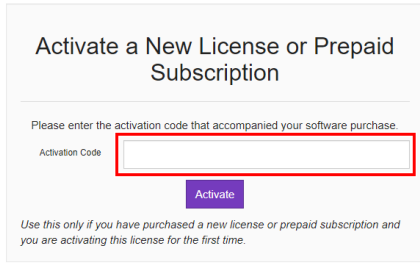 Activate a New License or Prepaid
Subscription
Please enter the activation code that accompanied your software purchase.
Activation Code
Activate
Use this only if you have purchased a new license or prepaid subscription and
you are activating this license for the first time.